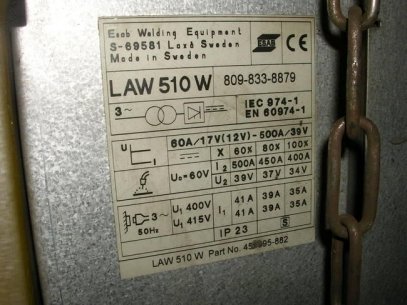 Esab Welding Equipment
S-69581 Laxå Sweden
Made in Sweden
ESAB CE
LAW 510 W 809-833-8879
3~ IEC 974-1
EN 60974-1
60A/17V(12V)-500A/39V
X 60% 80% 100%
U₀=60V I₂ 500A 450A 400A
U₂ 39V 37V 34V
3~ 50Hz U₁ 400V I₁ 41A 39A 35A
U₁ 415V 41A 39A 35A
IP 23 S
LAW 510 W Part No. 455995-882